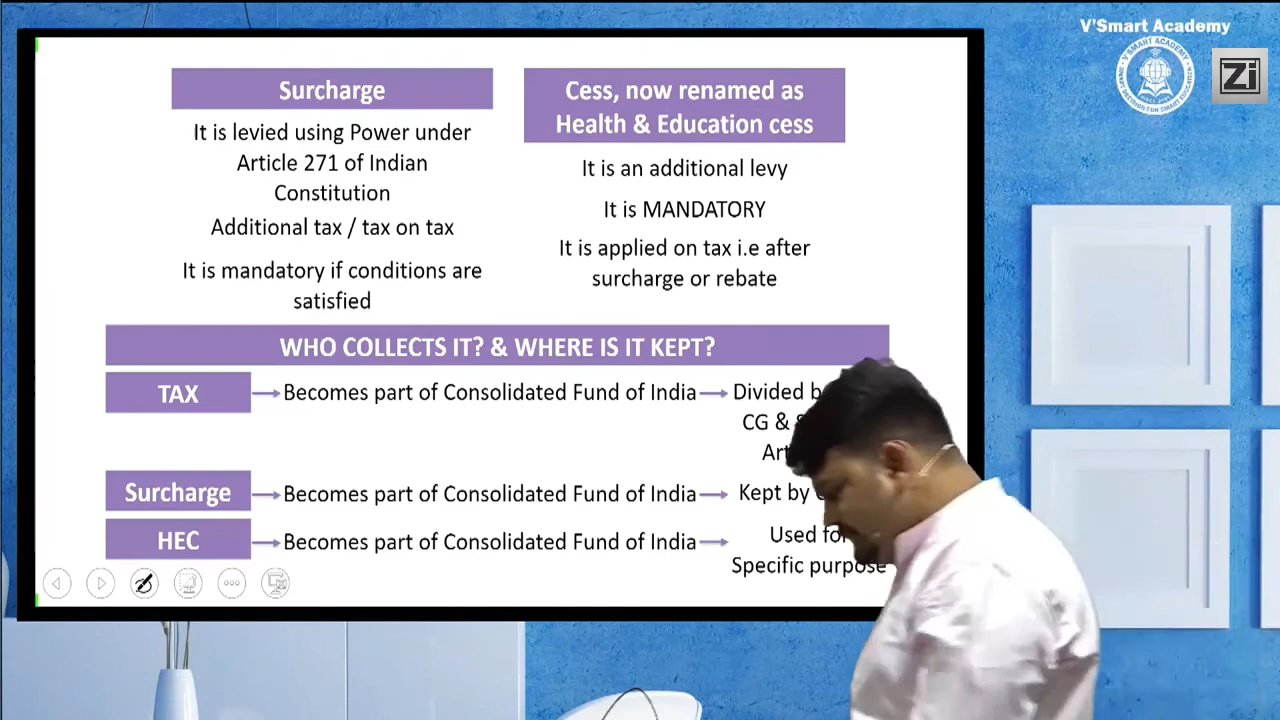 V'Smart Academy
Zi
Surcharge
It is levied using Power under
Article 271 of Indian
Constitution
Additional tax / tax on tax
It is mandatory if conditions are
satisfied
Cess, now renamed as
Health & Education cess
It is an additional levy
It is MANDATORY
It is applied on tax i.e after
surcharge or rebate
WHO COLLECTS IT? & WHERE IS IT KEPT?
TAX
Becomes part of Consolidated Fund of India
Divided
CG &
Surcharge
Becomes part of Consolidated Fund of India
Kept by
HEC
Becomes part of Consolidated Fund of India
Used for
Specific purpose